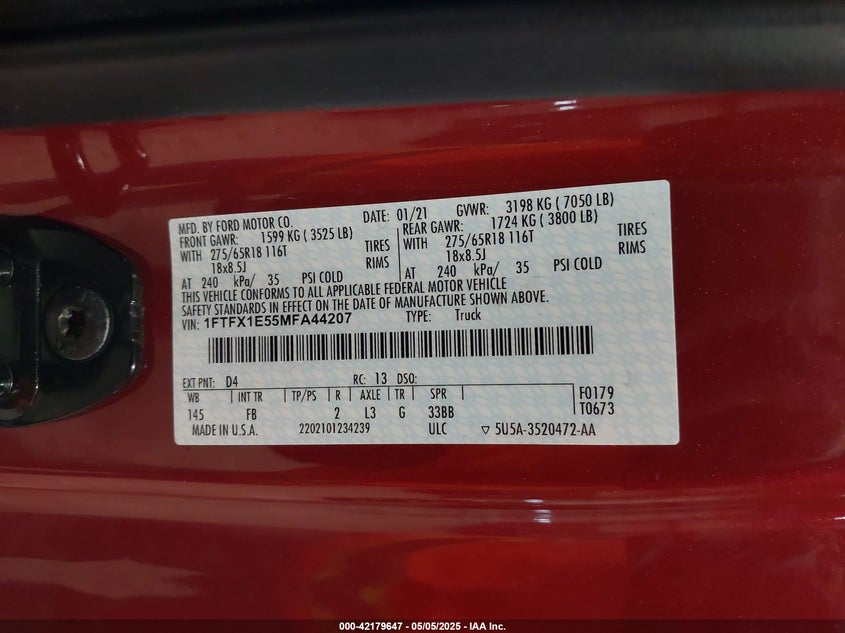 MFD. BY FORD MOTOR CO. DATE: 01/21 GVWR: 3198 KG (7050 LB)
FRONT GAWR: 1599 KG (3525 LB) REAR GAWR: 1724 KG (3800 LB)
WITH 275/65R18 116T TIRES WITH 275/65R18 116T TIRES
18x8.5J RIMS 18x8.5J RIMS
AT 240 kPa/ 35 PSI COLD AT 240 kPa/ 35 PSI COLD
THIS VEHICLE CONFORMS TO ALL APPLICABLE FEDERAL MOTOR VEHICLE
SAFETY STANDARDS IN EFFECT ON THE DATE OF MANUFACTURE SHOWN ABOVE.
VIN: 1FTFX1E55MFA44207 TYPE: Truck
EXT PNT: D4 RC: 13 DSO:
WB INT TR TP/PS R AXLE TR SPR F0179
145 FB 2 L3 G 33BB T0673
MADE IN U.S.A. 2202101234239 ULC ▽ 5U5A-3520472-AA
000-42179647 - 05/05/2025 - IAA Inc.